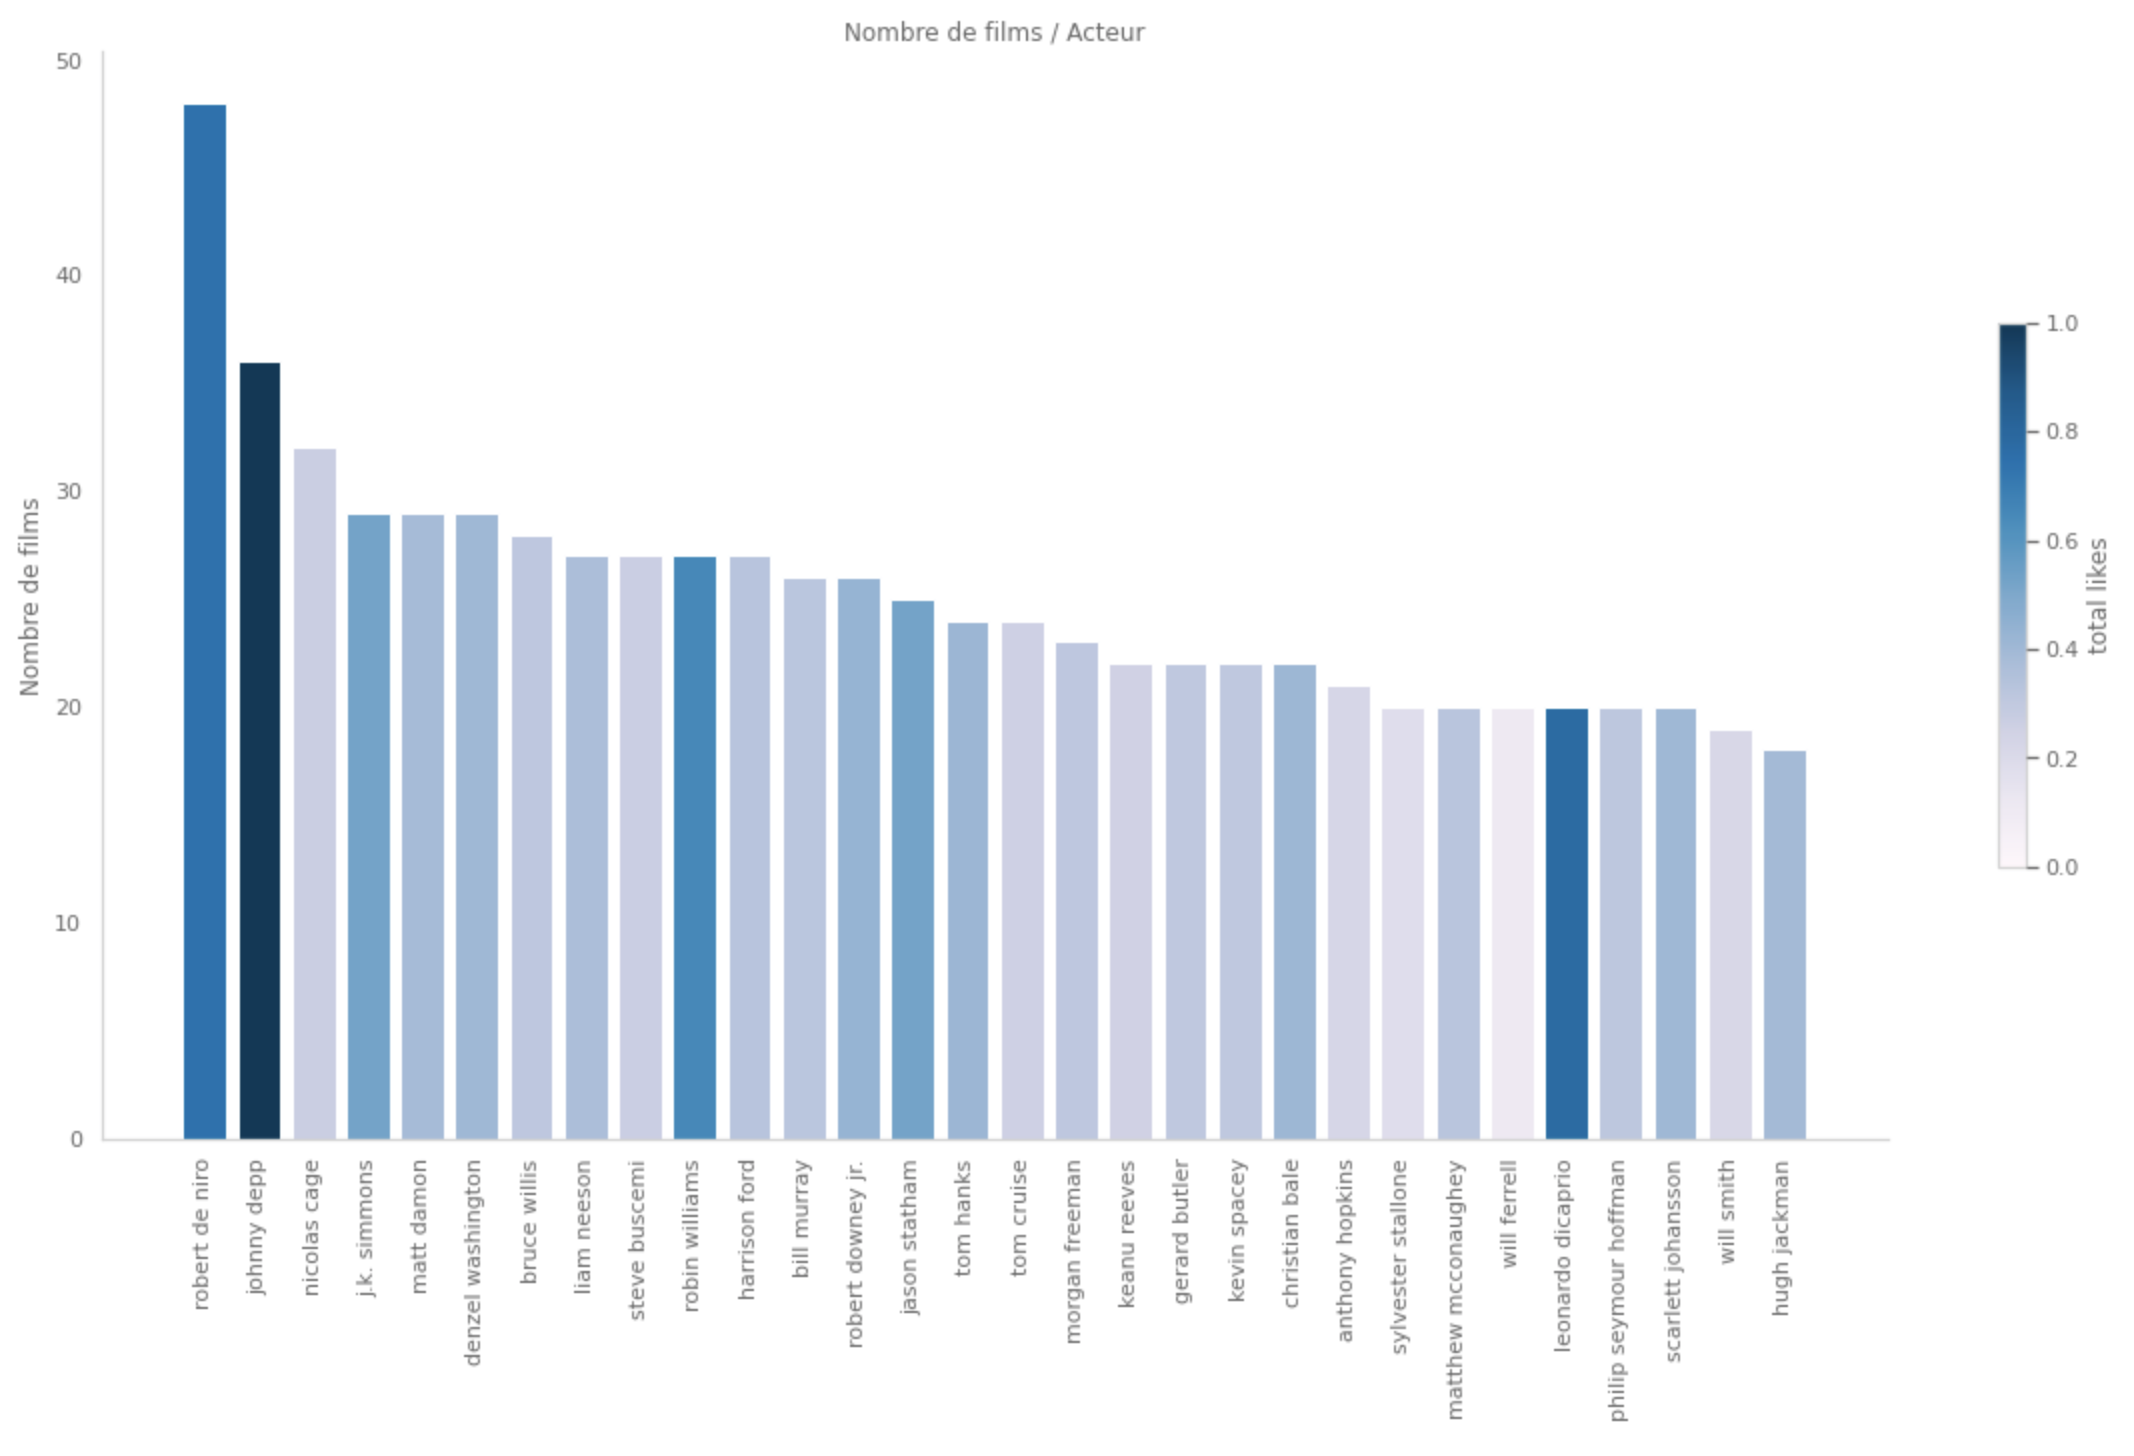 Nombre de films / Acteur
Nombre de films
50
40
30
20
10
0
robert de niro
johnny depp
nicolas cage
j.k. simmons
matt damon
denzel washington
bruce willis
liam neeson
steve buscemi
robin williams
harrison ford
bill murray
robert downey jr.
jason statham
tom hanks
tom cruise
morgan freeman
keanu reeves
gerard butler
kevin spacey
christian bale
anthony hopkins
sylvester stallone
matthew mcconaughey
will ferrell
leonardo dicaprio
philip seymour hoffman
scarlett johansson
will smith
hugh jackman
1.0
0.8
0.6
0.4
0.2
0.0
total likes